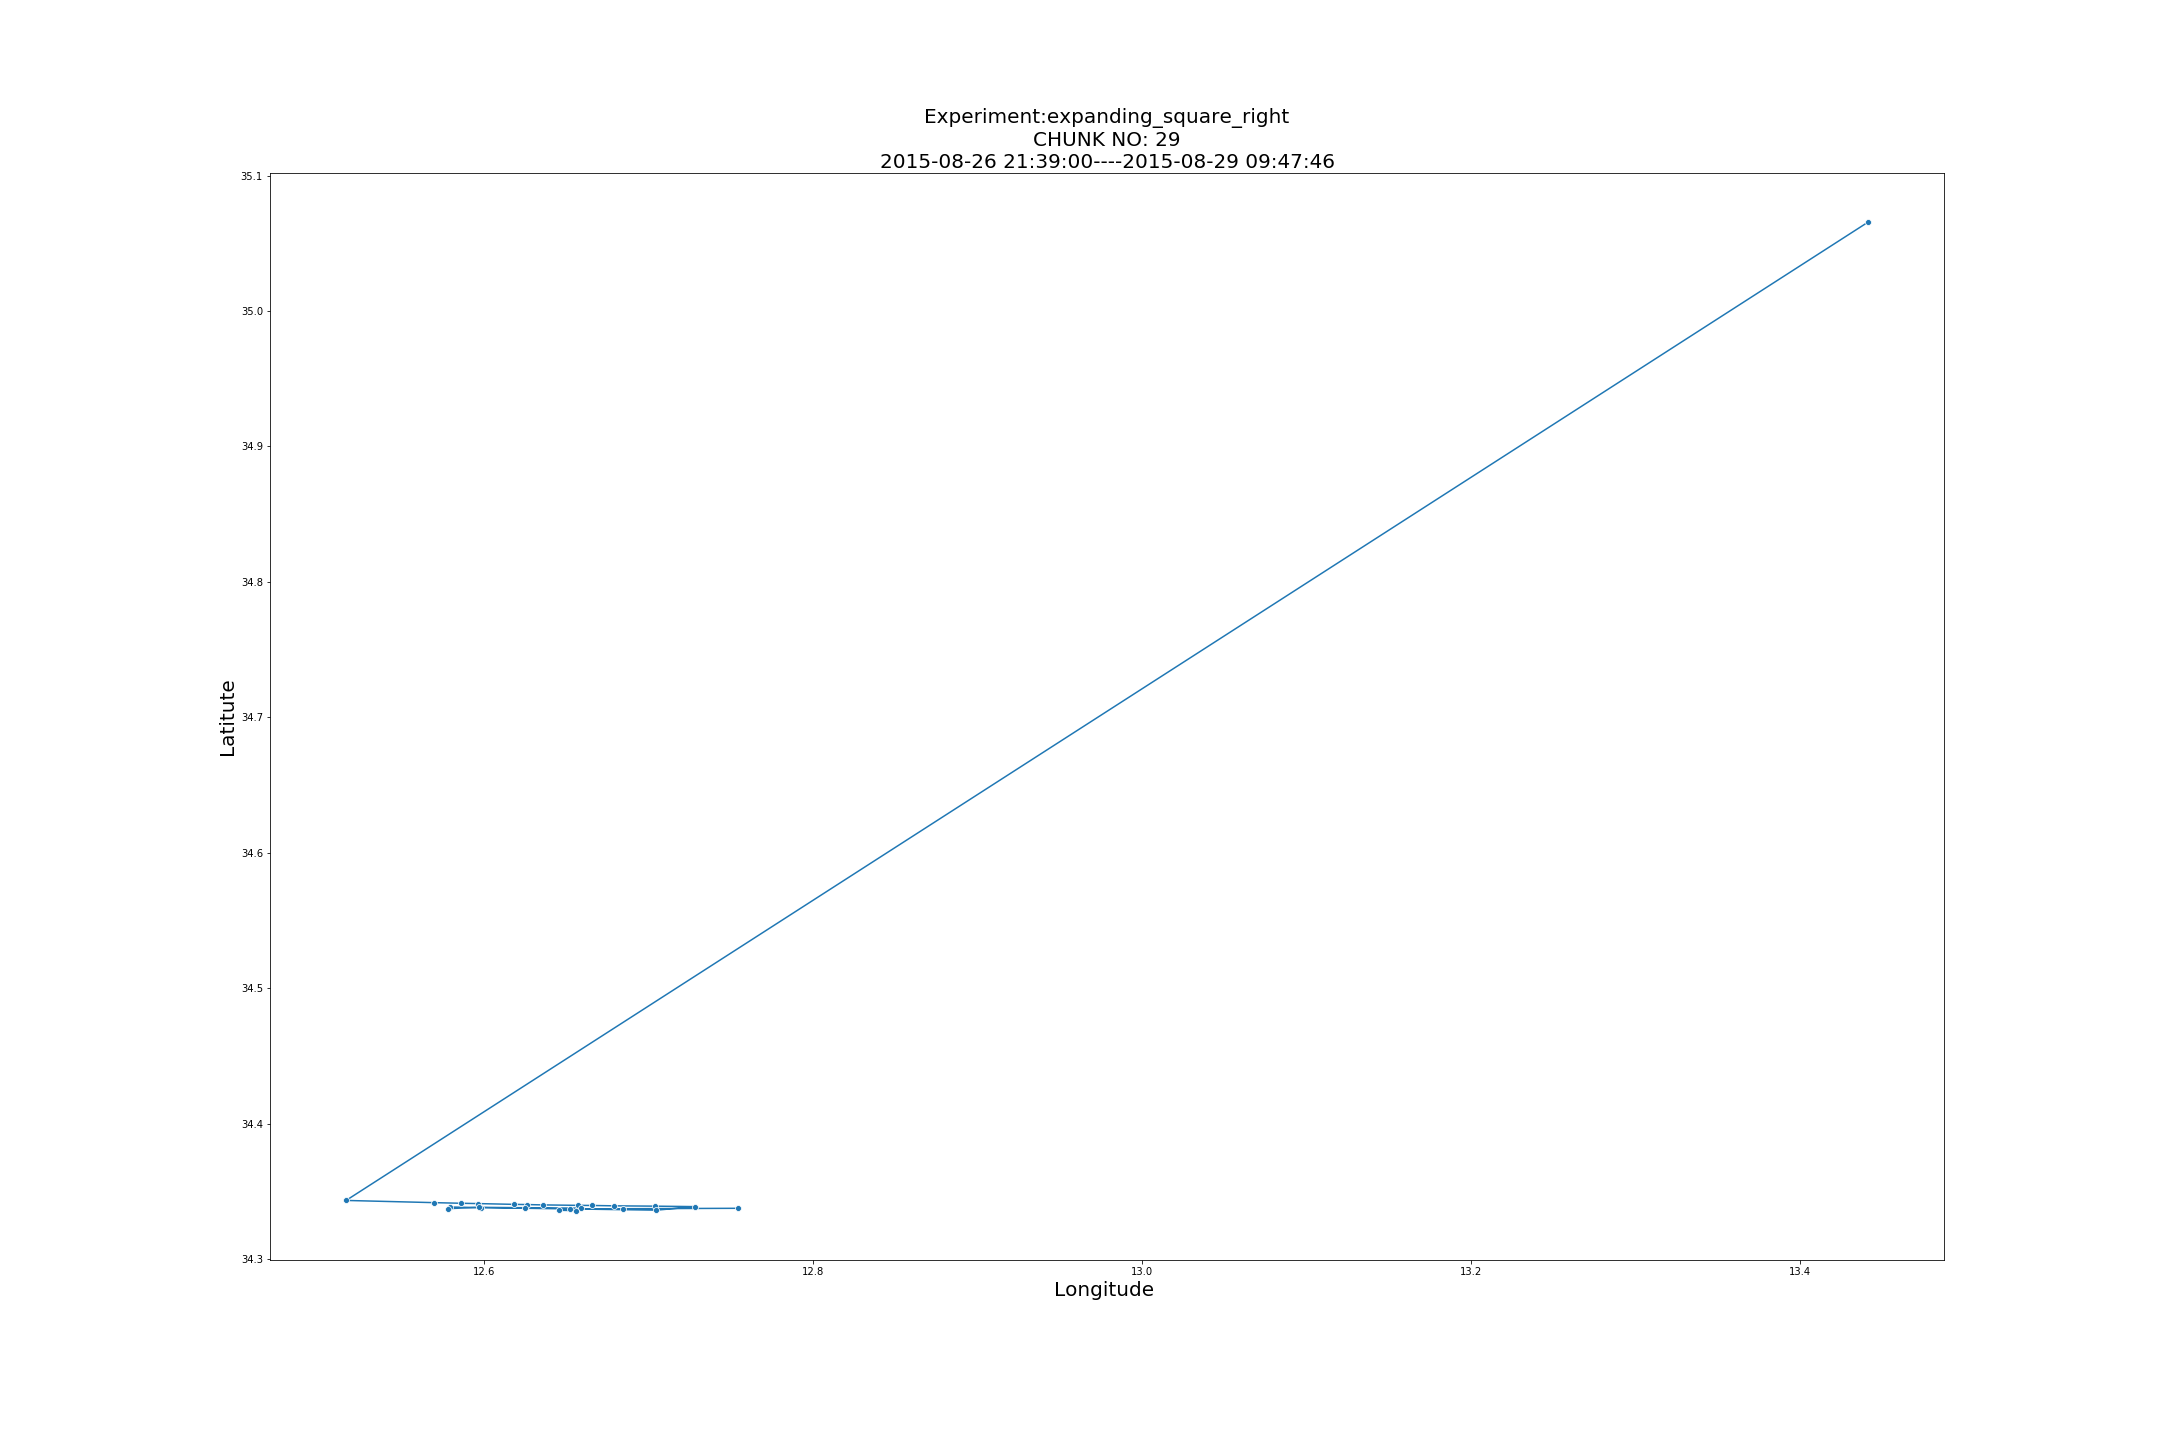 Experiment:expanding_square_right
CHUNK NO: 29
2015-08-26 21:39:00----2015-08-29 09:47:46
35.1
35.0
34.9
34.8
34.7
34.6
34.5
34.4
34.3
Latitute
12.6
12.8
13.0
13.2
13.4
Longitude